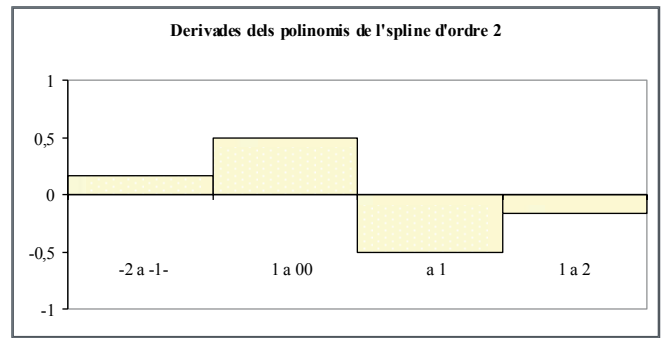 Derivades dels polinomis de l'spline d'ordre 2
1
0,5
0
-0,5
-1
-2 a -1- 1 a 00 a 1 1 a 2